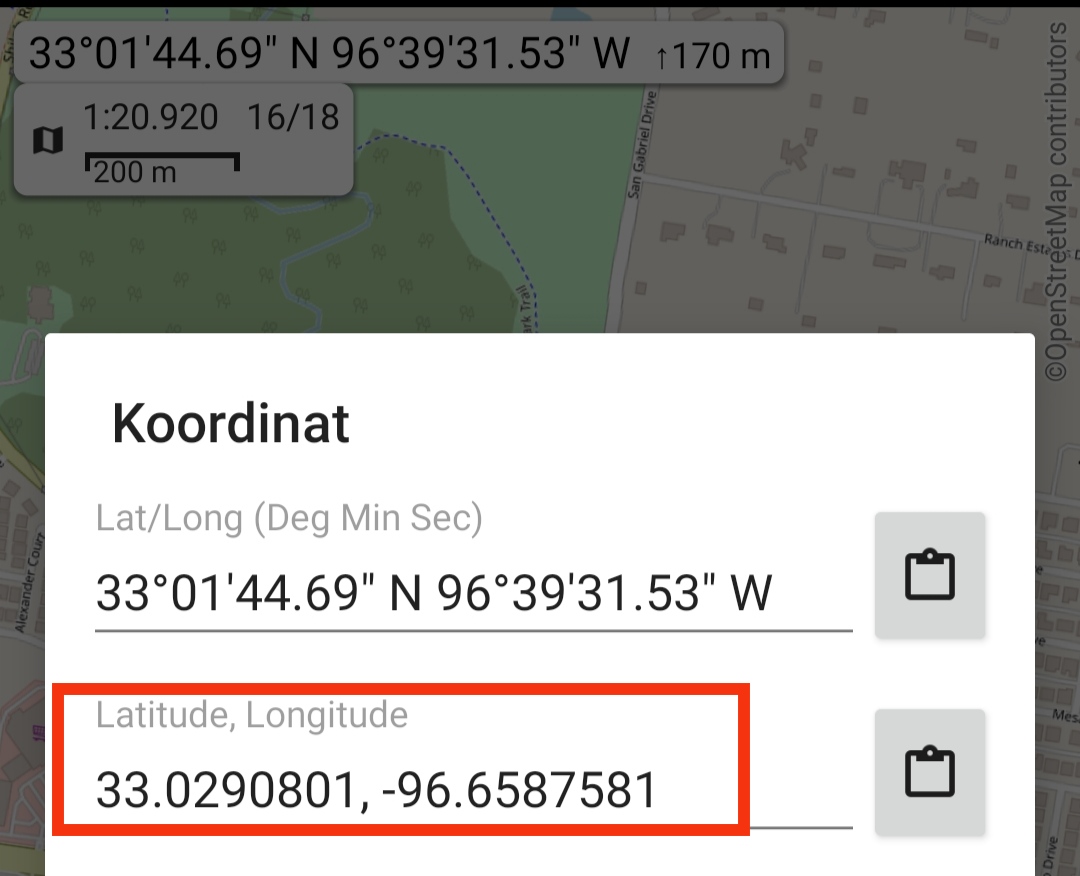 33°01'44.69" N 96°39'31.53" W ↑170 m
1:20.920 16/18
200 m
©OpenStreetMap contributors
San Gabriel Drive
Ranch Esta
ark Trail
Koordinat
Lat/Long (Deg Min Sec)
33°01'44.69" N 96°39'31.53" W
Alexander Court
Latitude, Longitude
33.0290801, -96.6587581
Mes
Drive